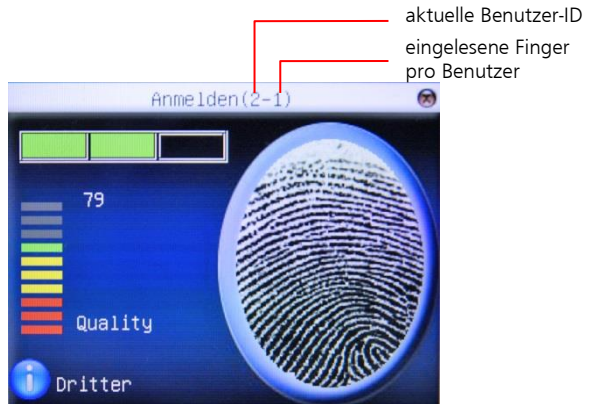 aktuelle Benutzer-ID
eingelesene Finger
pro Benutzer
Anmelden(2-1)
79
Quality
i Dritter